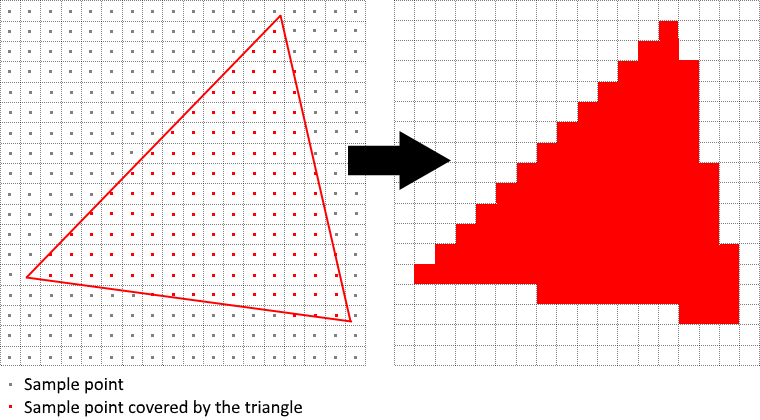 Sample point
Sample point covered by the triangle